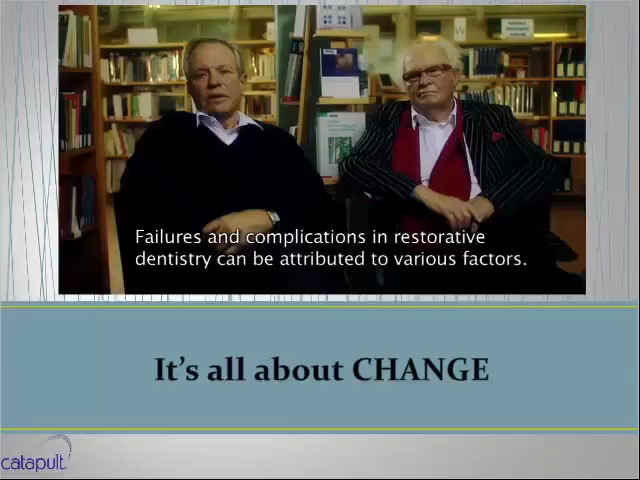 Failures and complications in restorative
dentistry can be attributed to various factors.
It's all about CHANGE
catapult